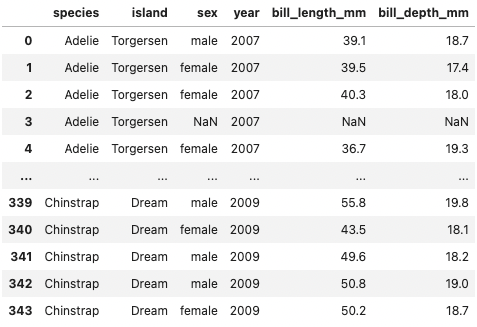 species island sex year bill_length_mm bill_depth_mm
0 Adelie Torgersen male 2007 39.1 18.7
1 Adelie Torgersen female 2007 39.5 17.4
2 Adelie Torgersen female 2007 40.3 18.0
3 Adelie Torgersen NaN 2007 NaN NaN
4 Adelie Torgersen female 2007 36.7 19.3
... ... ... ... ... ... ...
339 Chinstrap Dream male 2009 55.8 19.8
340 Chinstrap Dream female 2009 43.5 18.1
341 Chinstrap Dream male 2009 49.6 18.2
342 Chinstrap Dream male 2009 50.8 19.0
343 Chinstrap Dream female 2009 50.2 18.7